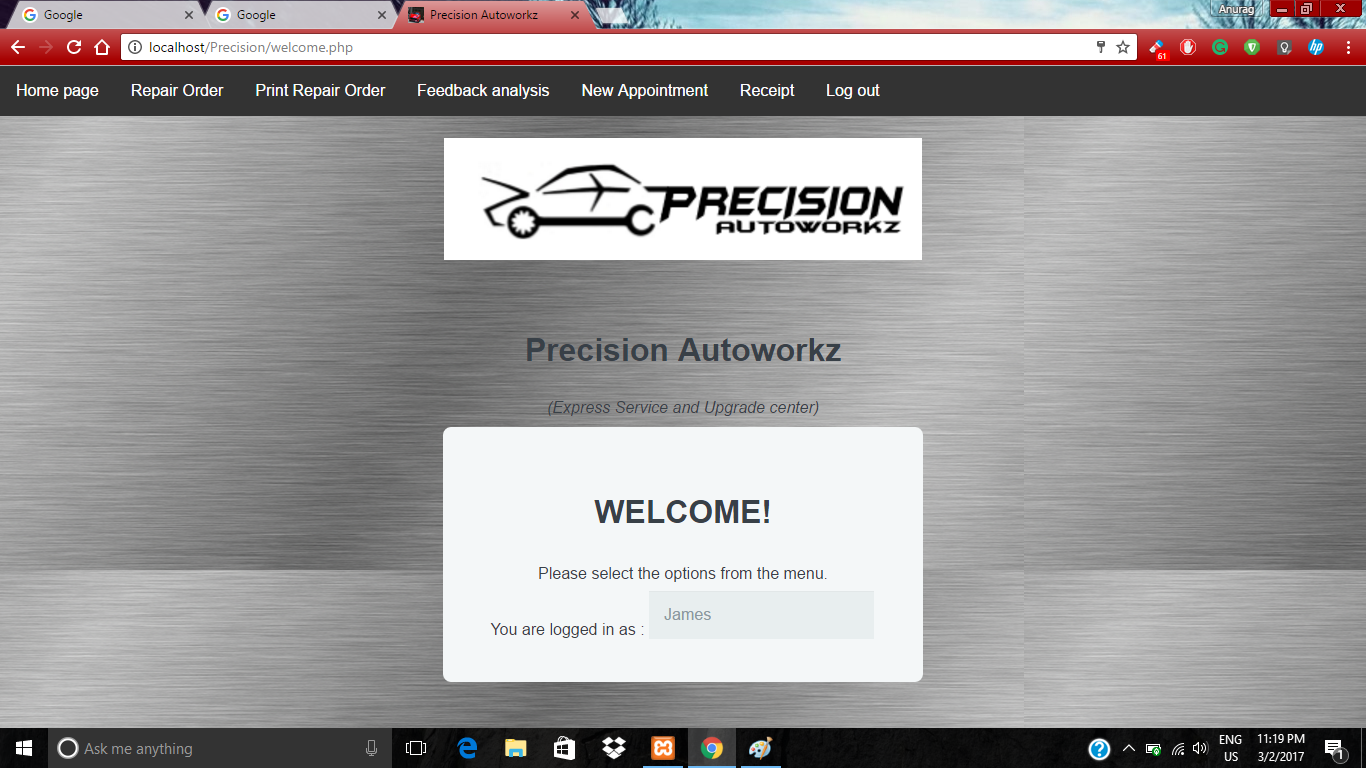 Google
Google
Precision Autoworkz
Anurag
localhost/Precision/welcome.php
61
hp
Home page
Repair Order
Print Repair Order
Feedback analysis
New Appointment
Receipt
Log out
PRECISION
AUTOWORKZ
Precision Autoworkz
(Express Service and Upgrade center)
WELCOME!
Please select the options from the menu.
You are logged in as : James
Ask me anything
ENG
US
11:19 PM
3/2/2017
1